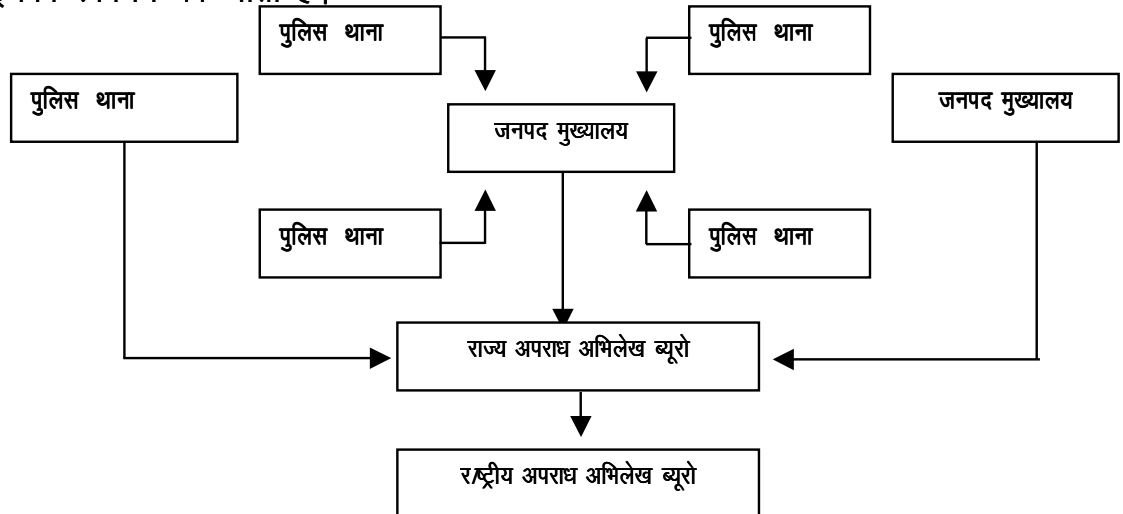 पुलिस थाना
पुलिस थाना
पुलिस थाना
जनपद मुख्यालय
जनपद मुख्यालय
पुलिस थाना
पुलिस थाना
राज्य अपराध अभिलेख ब्यूरो
राष्ट्रीय अपराध अभिलेख ब्यूरो